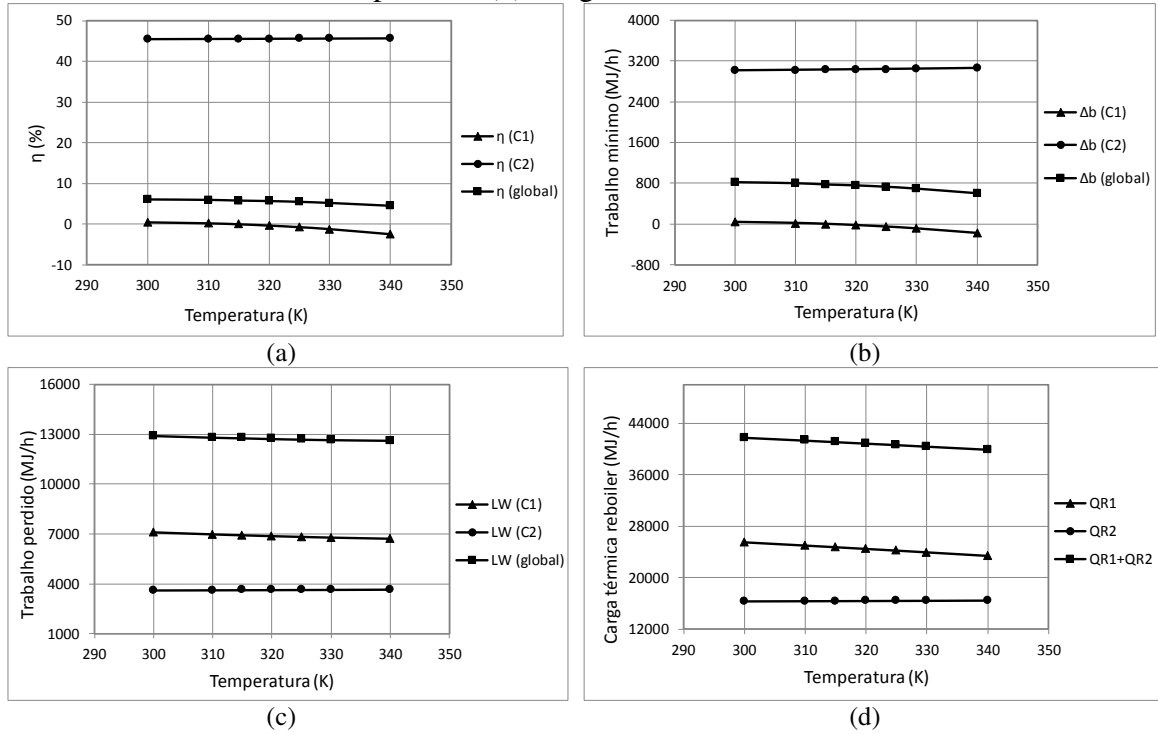 50
40
30
20
10
0
-10
290 300 310 320 330 340 350
η (%)
Temperatura (K)
η (C1)
η (C2)
η (global)
(a)
4000
3200
2400
1600
800
0
-800
290 300 310 320 330 340 350
Trabalho mínimo (MJ/h)
Temperatura (K)
Δb (C1)
Δb (C2)
Δb (global)
(b)
16000
13000
10000
7000
4000
1000
290 300 310 320 330 340 350
Trabalho perdido (MJ/h)
Temperatura (K)
LW (C1)
LW (C2)
LW (global)
(c)
44000
36000
28000
20000
12000
290 300 310 320 330 340 350
Carga térmica reboiler (MJ/h)
Temperatura (K)
QR1
QR2
QR1+QR2
(d)